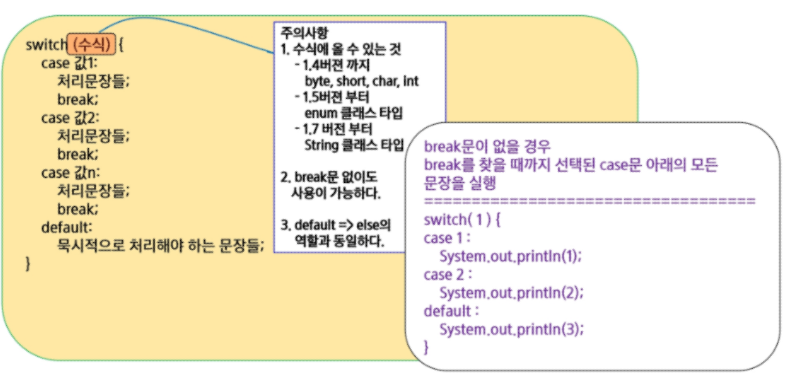 switch (수식) {
case 값1:
처리문장들;
break;
case 값2:
처리문장들;
break;
case 값n:
처리문장들;
break;
default:
묵시적으로 처리해야 하는 문장들;
}
주의사항
1. 수식에 올 수 있는 것
- 1.4버젼 까지
byte, short, char, int
- 1.5버젼 부터
enum 클래스 타입
- 1.7 버전 부터
String 클래스 타입
2. break문 없이도
사용이 가능하다.
3. default => else의
역할과 동일하다.
break문이 없을 경우
break를 찾을 때까지 선택된 case문 아래의 모든
문장을 실행
===================================
switch( 1 ) {
case 1 :
System.out.println(1);
case 2 :
System.out.println(2);
default :
System.out.println(3);
}